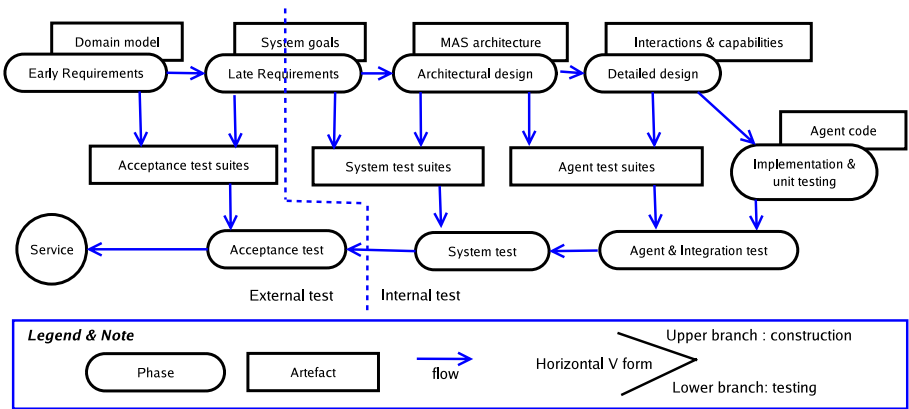 Domain model
System goals
MAS architecture
Interactions & capabilities
Early Requirements
Late Requirements
Architectural design
Detailed design
Agent code
Acceptance test suites
System test suites
Agent test suites
Implementation &
unit testing
Service
Acceptance test
System test
Agent & Integration test
External test
Internal test
Legend & Note
Phase
Artefact
flow
Horizontal V form
Upper branch : construction
Lower branch: testing